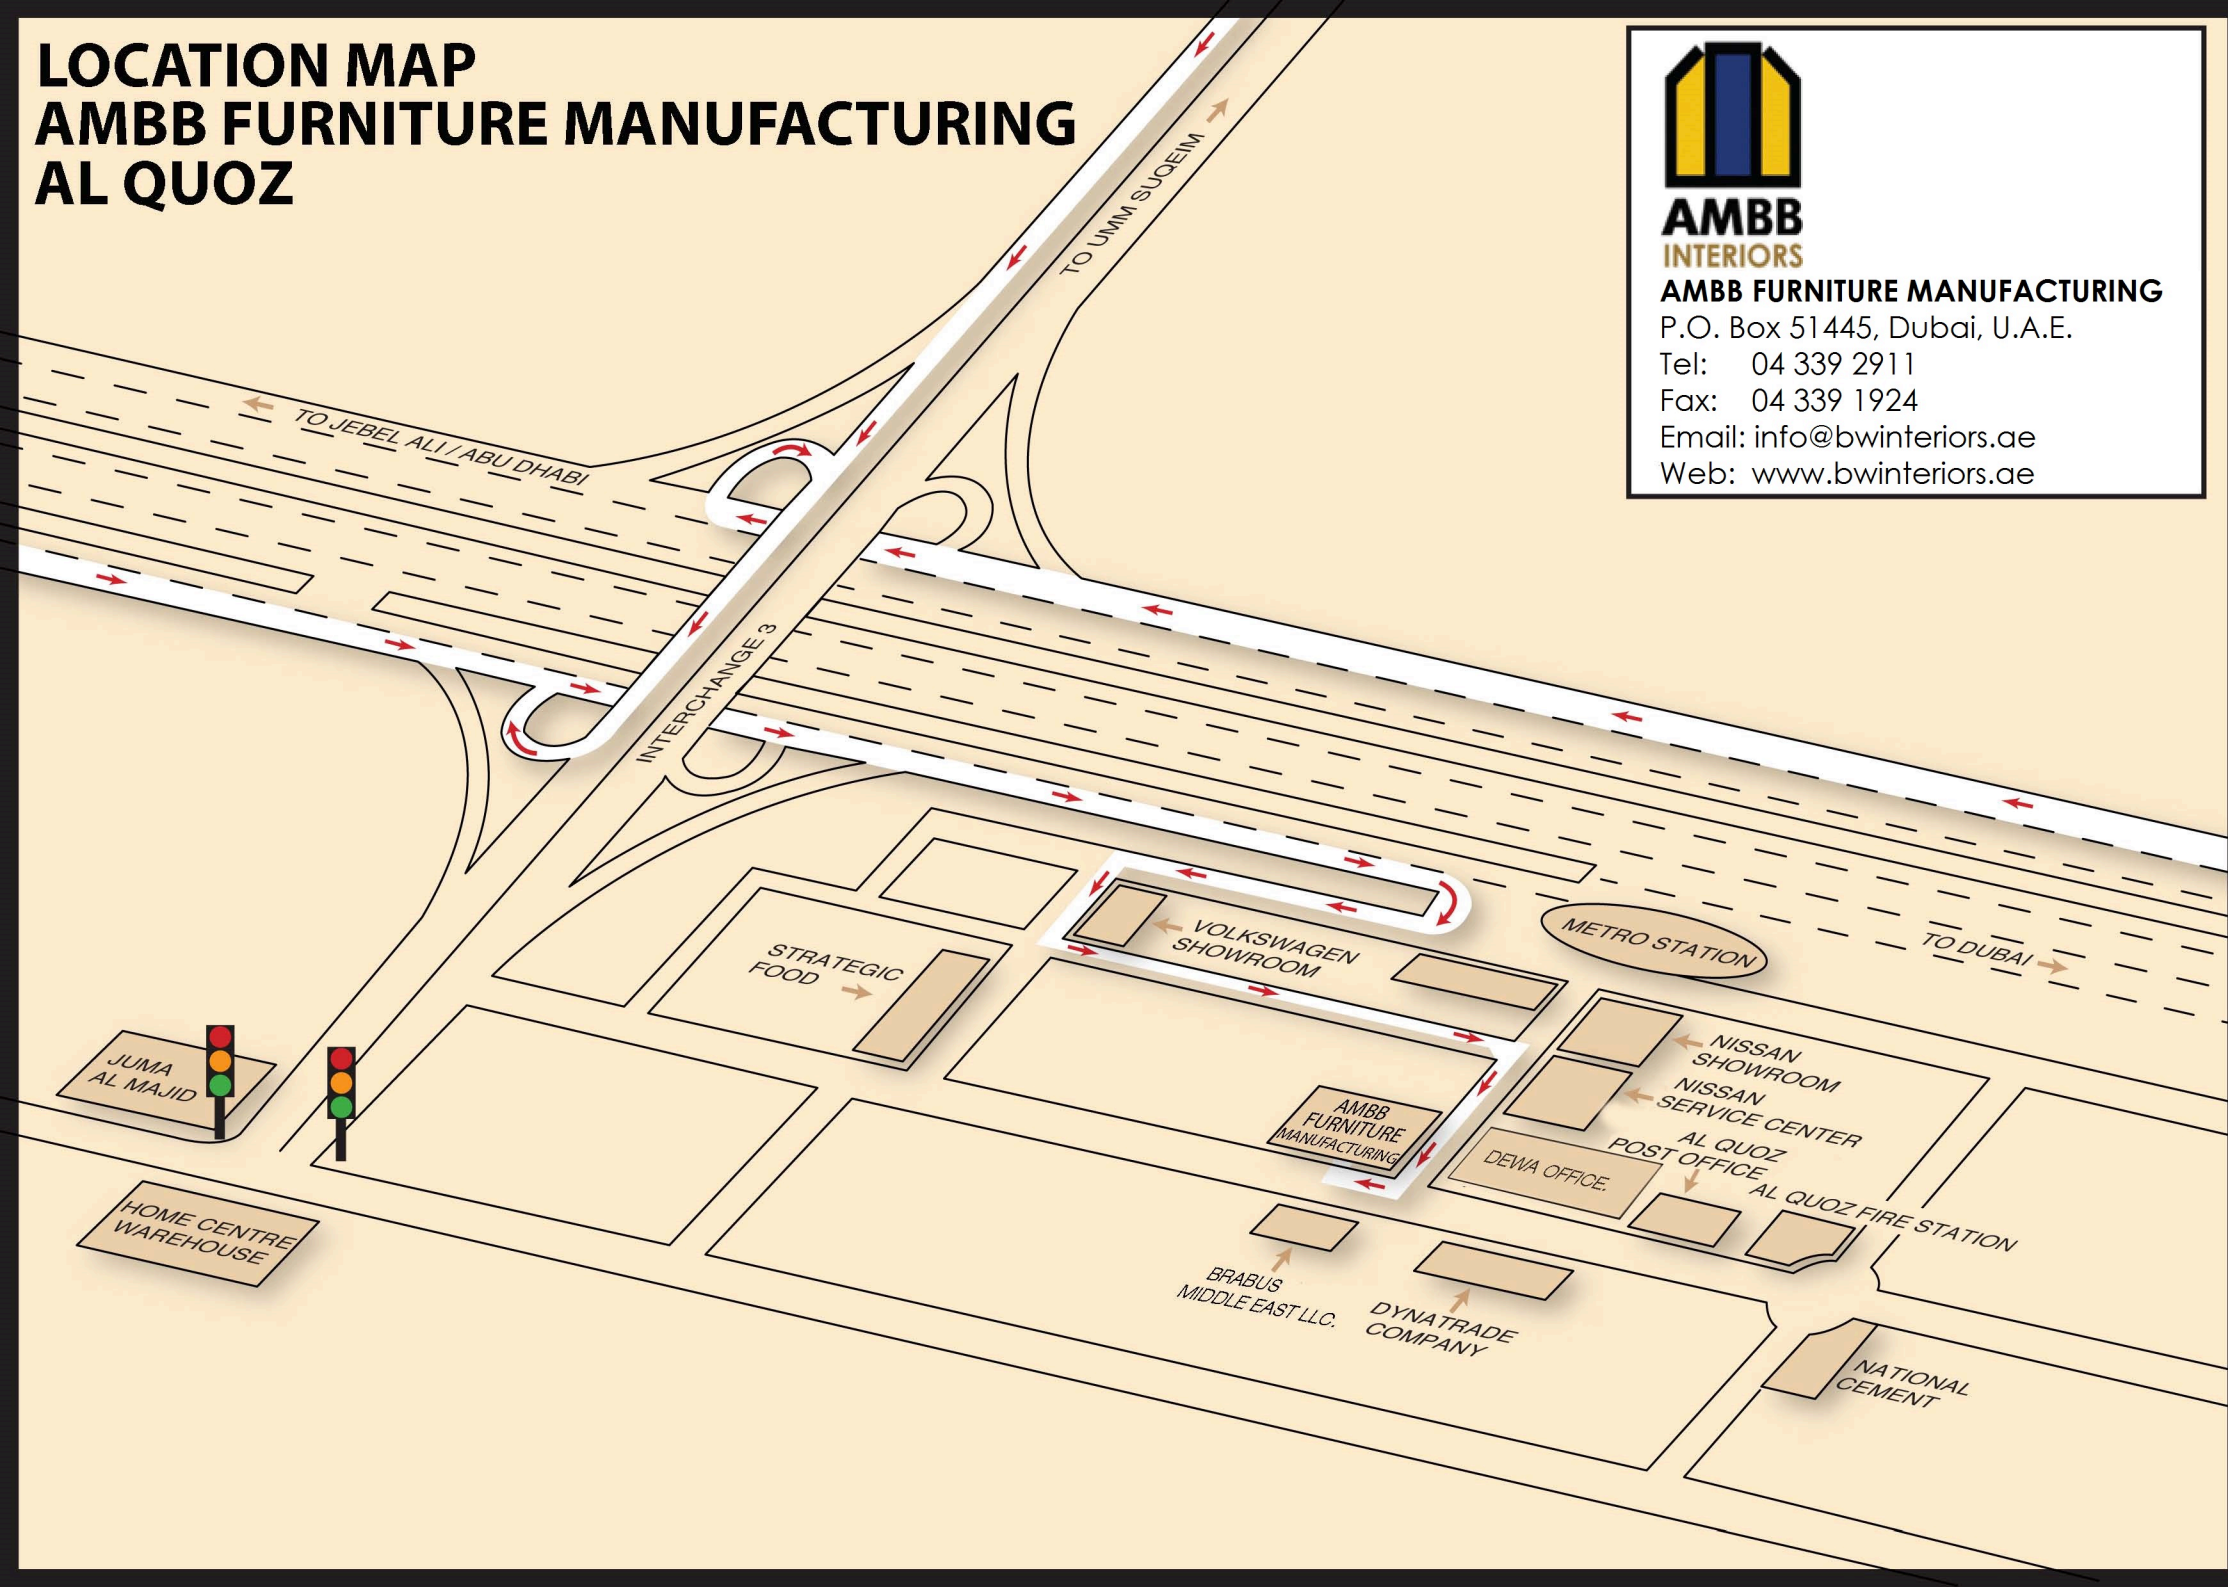 LOCATION MAP
AMBB FURNITURE MANUFACTURING
AL QUOZ
AMBB
INTERIORS
AMBB FURNITURE MANUFACTURING
P.O. Box 51445, Dubai, U.A.E.
Tel: 04 339 2911
Fax: 04 339 1924
Email: info@bwinteriors.ae
Web: www.bwinteriors.ae
TO UMM SUQEIM
TO JEBEL ALI / ABU DHABI
INTERCHANGE 3
VOLKSWAGEN
SHOWROOM
METRO STATION
TO DUBAI
STRATEGIC
FOOD
JUMA
AL MAJID
NISSAN
SHOWROOM
NISSAN
SERVICE CENTER
AMBB
FURNITURE
MANUFACTURING
DEWA OFFICE.
AL QUOZ
POST OFFICE
AL QUOZ FIRE STATION
HOME CENTRE
WAREHOUSE
BRABUS
MIDDLE EAST LLC.
DYNATRADE
COMPANY
NATIONAL
CEMENT